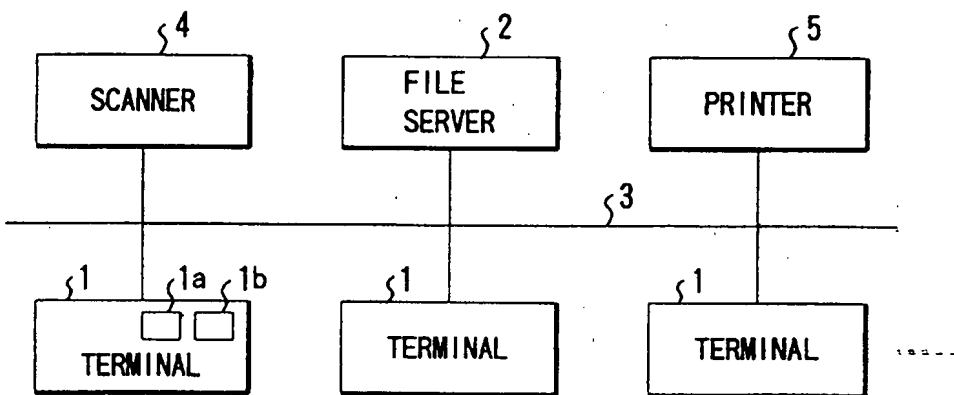 4
2
5
SCANNER
FILE
SERVER
PRINTER
3
1
1a
1b
1
1
TERMINAL
TERMINAL
TERMINAL